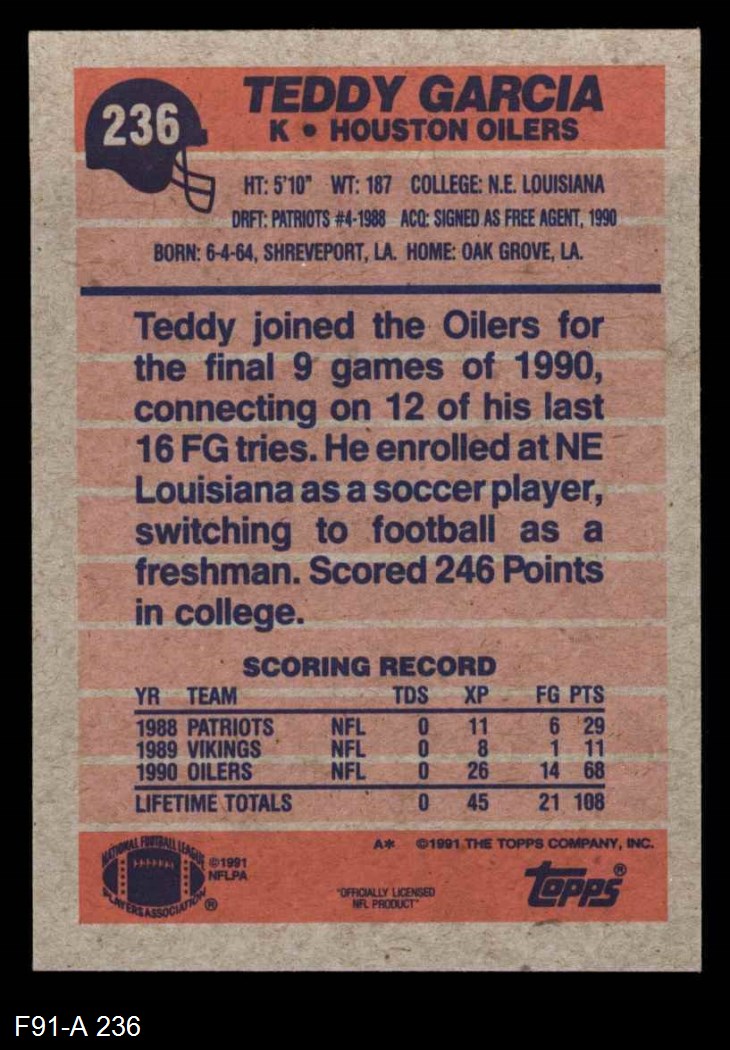 236
TEDDY GARCIA
K • HOUSTON OILERS
HT: 5'10" WT: 187 COLLEGE: N.E. LOUISIANA
DRFT: PATRIOTS #4-1988 ACQ: SIGNED AS FREE AGENT, 1990
BORN: 6-4-64, SHREVEPORT, LA. HOME: OAK GROVE, LA.
Teddy joined the Oilers for
the final 9 games of 1990,
connecting on 12 of his last
16 FG tries. He enrolled at NE
Louisiana as a soccer player,
switching to football as a
freshman. Scored 246 Points
in college.
SCORING RECORD
YR TEAM TDS XP FG PTS
1988 PATRIOTS NFL 0 11 6 29
1989 VIKINGS NFL 0 8 1 11
1990 OILERS NFL 0 26 14 68
LIFETIME TOTALS 0 45 21 108
A* ©1991 THE TOPPS COMPANY, INC.
NATIONAL FOOTBALL LEAGUE
PLAYERS ASSOCIATION ®
©1991
NFLPA
"OFFICIALLY LICENSED
NFL PRODUCT"
TOPPS®
F91-A 236